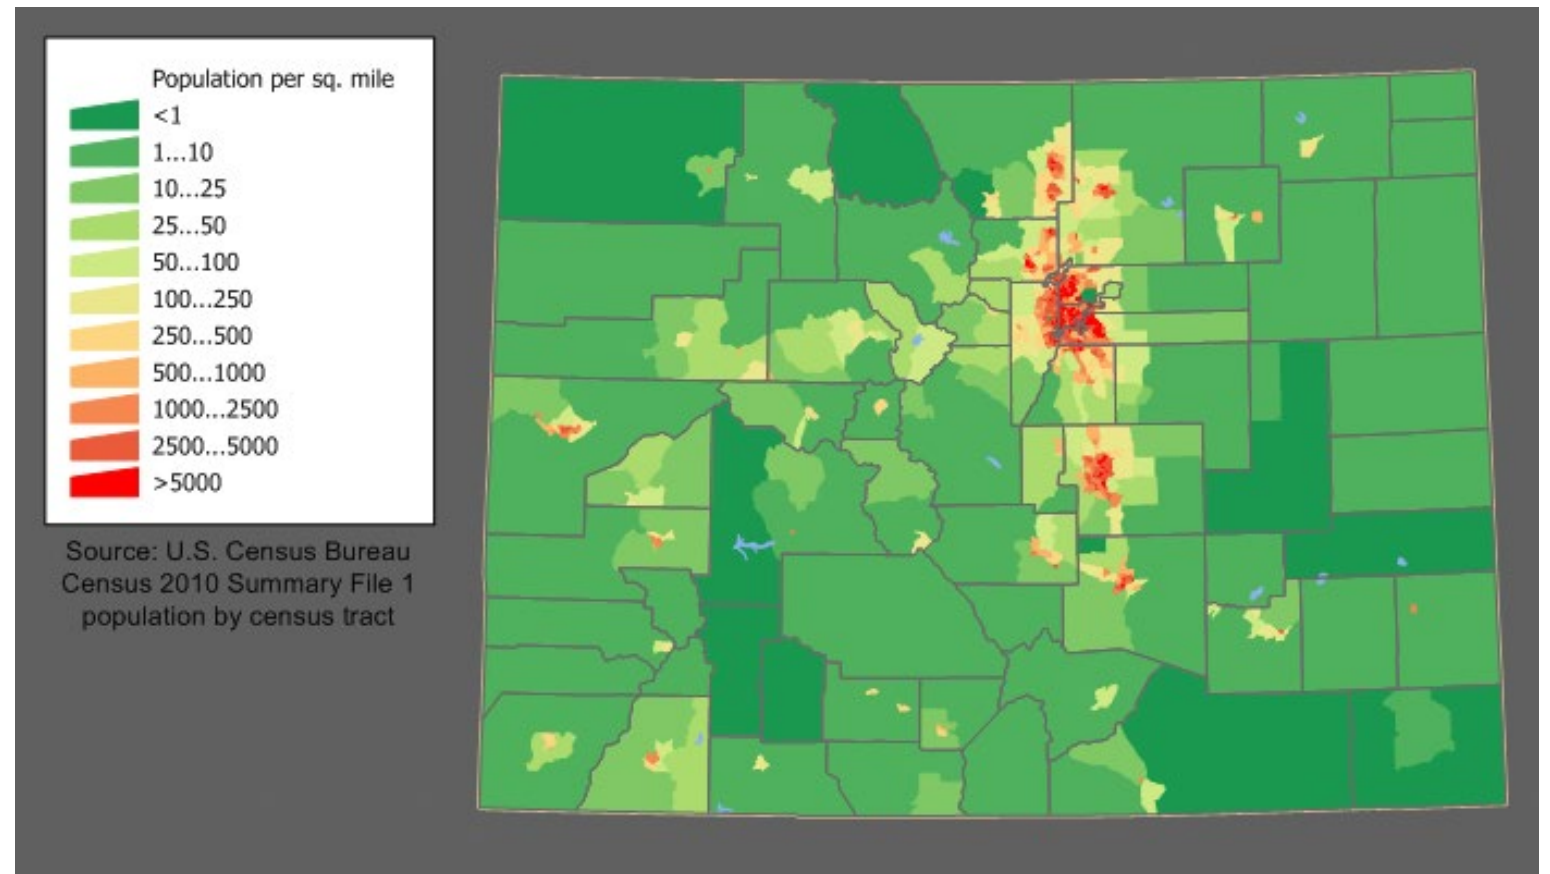 Population per sq. mile
<1
1...10
10...25
25...50
50...100
100...250
250...500
500...1000
1000...2500
2500...5000
>5000
Source: U.S. Census Bureau
Census 2010 Summary File 1
population by census tract